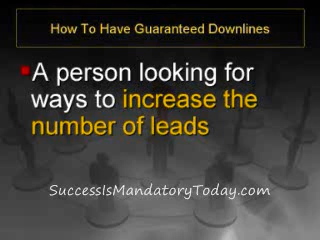 How To Have Guaranteed Downlines
A person looking for
ways to increase the
number of leads
SuccessIsMandatoryToday.com